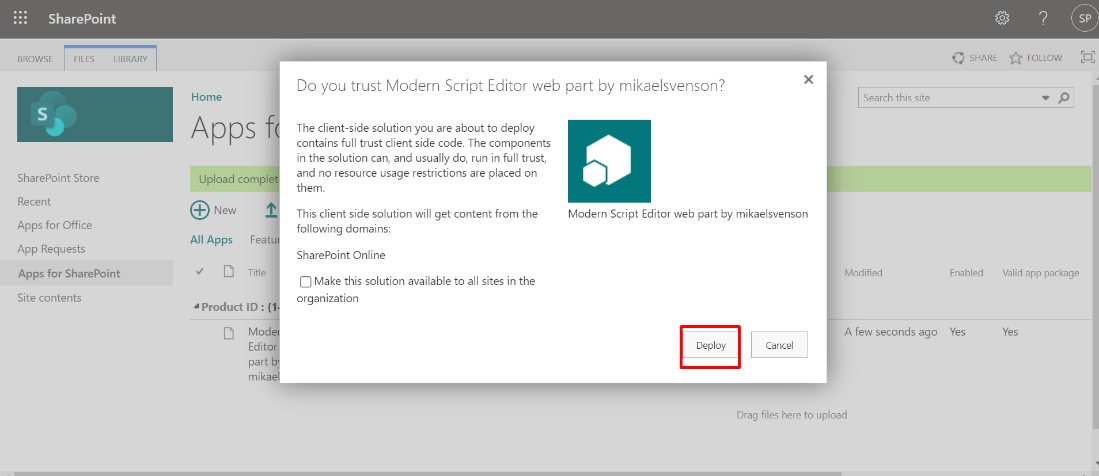 SharePoint
?
SP
BROWSE
FILES
LIBRARY
SHARE
FOLLOW
S
Home
Search this site
Apps fo
SharePoint Store
Recent
Apps for Office
App Requests
Apps for SharePoint
Site contents
Upload complet
New
All Apps
Featur
Title
Modified
Enabled
Valid app package
Product ID : {14
Moder
Editor
part by
mikael
A few seconds ago
Yes
Yes
Drag files here to upload
Do you trust Modern Script Editor web part by mikaelsvenson?
The client-side solution you are about to deploy
contains full trust client side code. The components
in the solution can, and usually do, run in full trust,
and no resource usage restrictions are placed on
them.
This client side solution will get content from the
following domains:
SharePoint Online
Make this solution available to all sites in the
organization
Modern Script Editor web part by mikaelsvenson
Deploy
Cancel